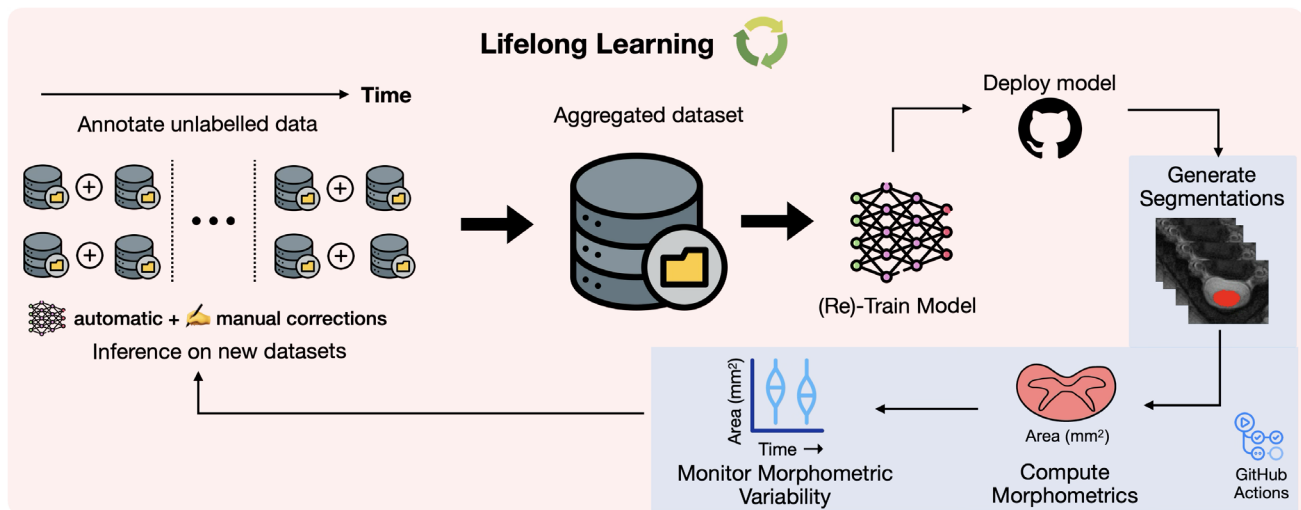 Lifelong Learning
Time
Annotate unlabelled data
automatic + manual corrections
Inference on new datasets
Aggregated dataset
(Re)-Train Model
Deploy model
Generate
Segmentations
Area (mm²)
Compute
Morphometrics
GitHub
Actions
Area (mm²)
Time
Monitor Morphometric
Variability